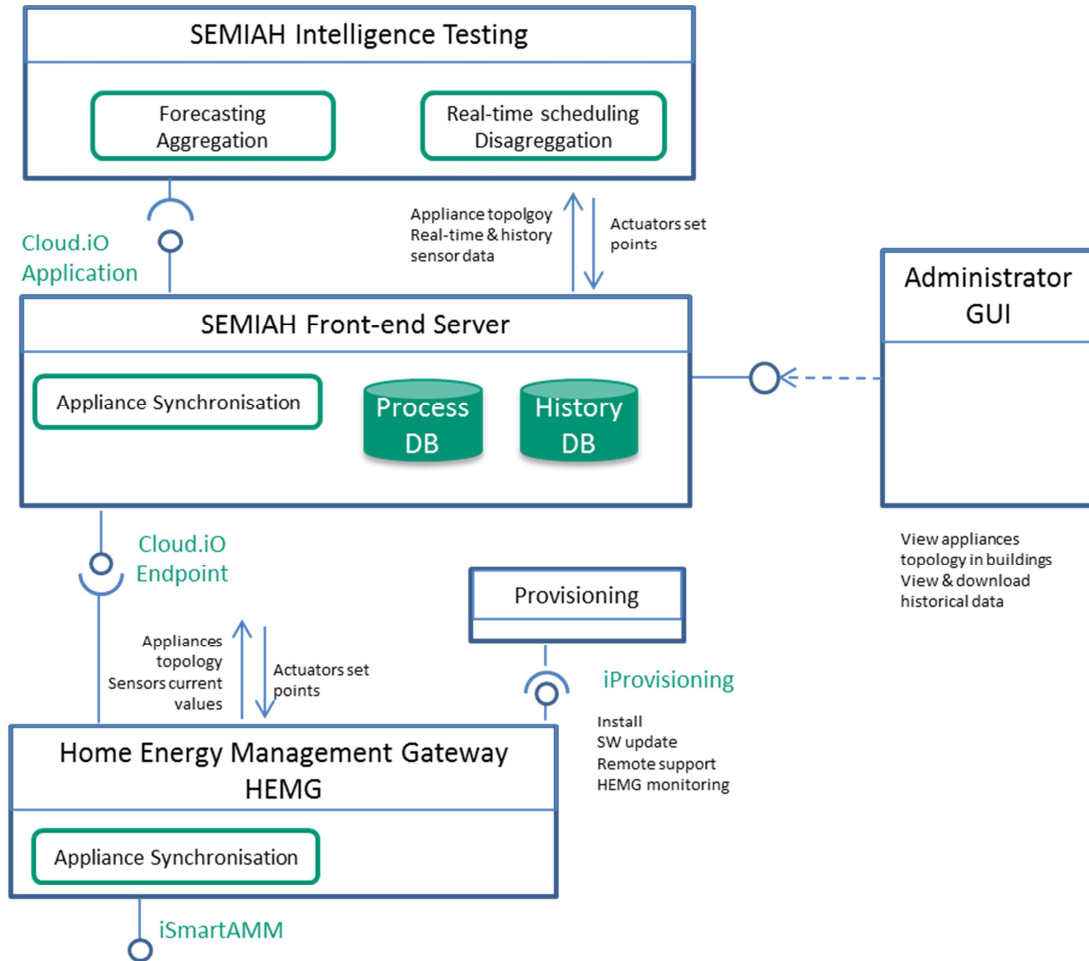 SEMIAH Intelligence Testing
Forecasting
Aggregation
Real-time scheduling
Disagreggation
Cloud.iO
Application
Appliance topolgoy
Real-time & history
sensor data
Actuators set
points
SEMIAH Front-end Server
Appliance Synchronisation
Process
DB
History
DB
Administrator
GUI
View appliances
topology in buildings
View & download
historical data
Cloud.iO
Endpoint
Appliances
topology
Sensors current
values
Actuators set
points
Provisioning
iProvisioning
Install
SW update
Remote support
HEMG monitoring
Home Energy Management Gateway
HEMG
Appliance Synchronisation
iSmartAMM